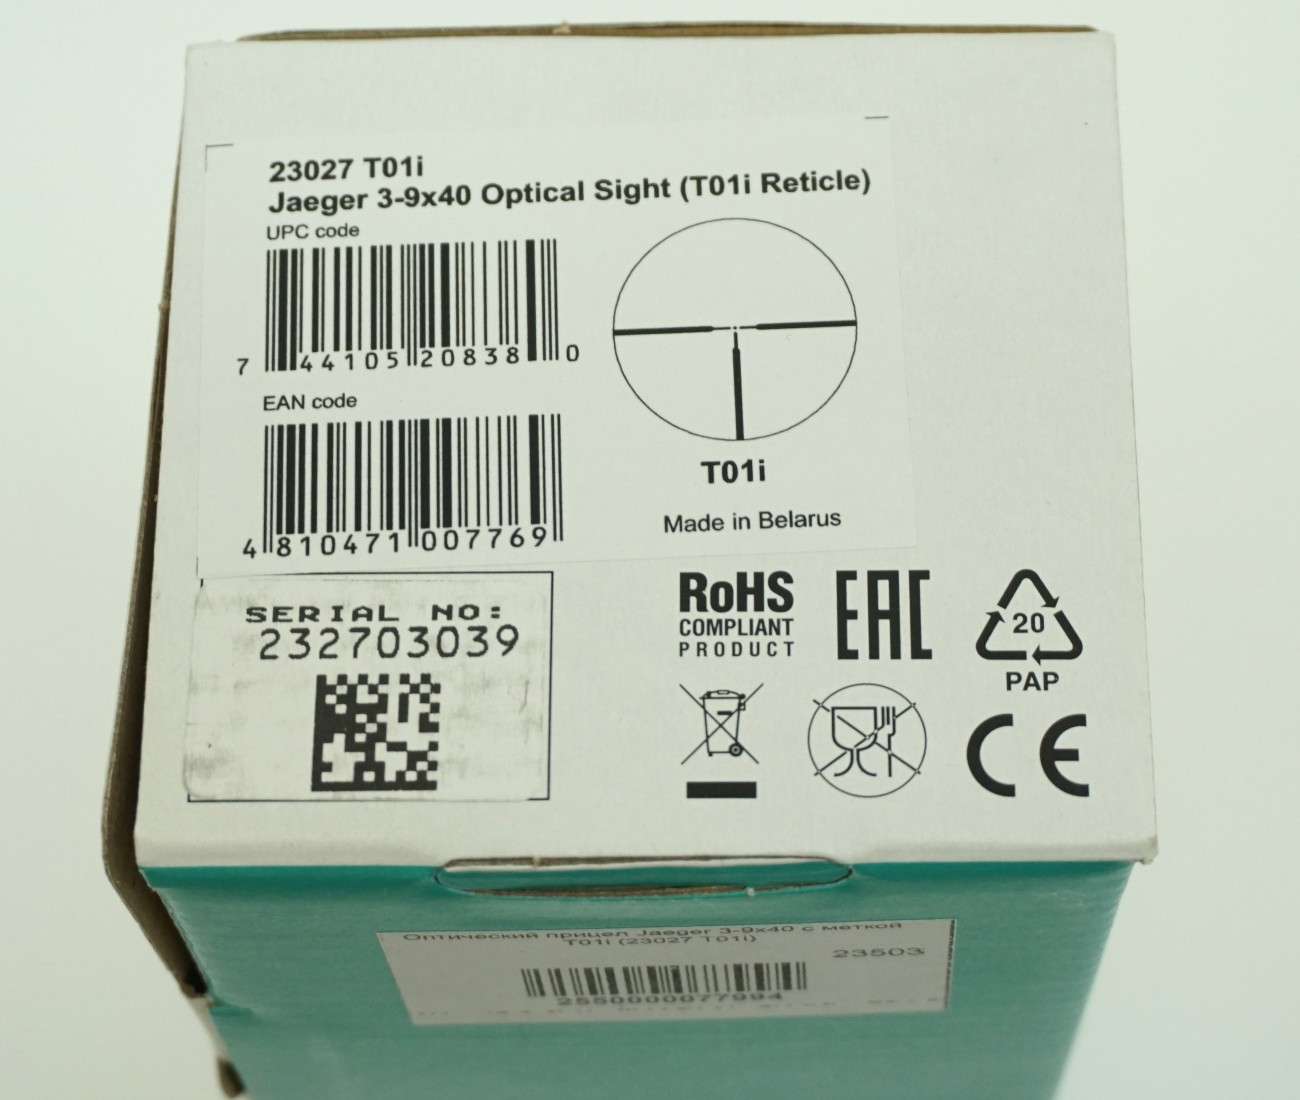 23027 T01i
Jaeger 3-9x40 Optical Sight (T01i Reticle)
UPC code
7 44105 20838 0
EAN code
4 810471 007769
T01i
Made in Belarus
SERIAL NO:
232703039
RoHS
COMPLIANT
PRODUCT
EAC
20
PAP
CE
Оптический прицел Jaeger 3-9x40 с меткой
T01i (23027 T01i)
23503
2550000077994